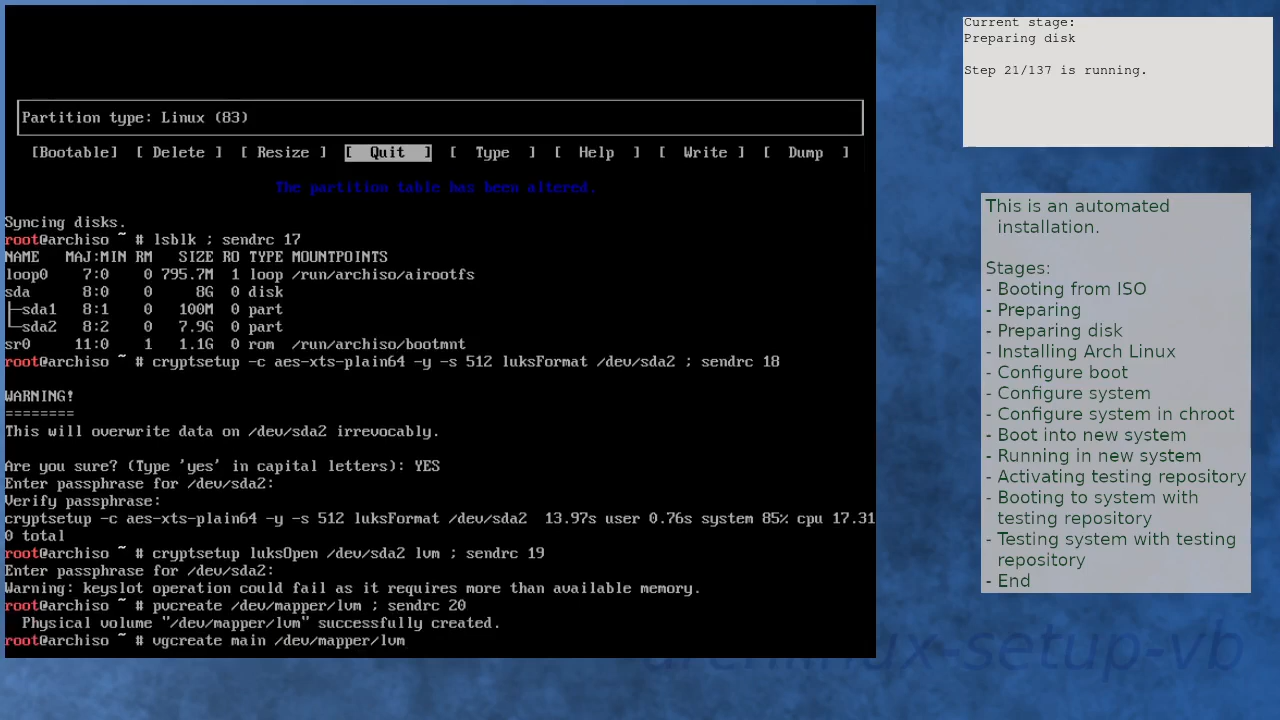 Partition type: Linux (83)
[Bootable] [ Delete ] [ Resize ] [ Quit ] [ Type ] [ Help ] [ Write ] [ Dump ]
The partition table has been altered.
Syncing disks.
root@archiso ~ # lsblk ; sendrc 17
NAME MAJ:MIN RM SIZE RO TYPE MOUNTPOINTS
loop0 7:0 0 795.7M 1 loop /run/archiso/airootfs
sda 8:0 0 8G 0 disk
├─sda1 8:1 0 100M 0 part
└─sda2 8:2 0 7.9G 0 part
sr0 11:0 1 1.1G 0 rom /run/archiso/bootmnt
root@archiso ~ # cryptsetup -c aes-xts-plain64 -y -s 512 luksFormat /dev/sda2 ; sendrc 18
WARNING!
========
This will overwrite data on /dev/sda2 irrevocably.
Are you sure? (Type 'yes' in capital letters): YES
Enter passphrase for /dev/sda2:
Verify passphrase:
cryptsetup -c aes-xts-plain64 -y -s 512 luksFormat /dev/sda2 13.97s user 0.76s system 85% cpu 17.31
0 total
root@archiso ~ # cryptsetup luksOpen /dev/sda2 lvm ; sendrc 19
Enter passphrase for /dev/sda2:
Warning: keyslot operation could fail as it requires more than available memory.
root@archiso ~ # pvcreate /dev/mapper/lvm ; sendrc 20
Physical volume "/dev/mapper/lvm" successfully created.
root@archiso ~ # vgcreate main /dev/mapper/lvm
Current stage:
Preparing disk
Step 21/137 is running.
This is an automated
installation.
Stages:
- Booting from ISO
- Preparing
- Preparing disk
- Installing Arch Linux
- Configure boot
- Configure system
- Configure system in chroot
- Boot into new system
- Running in new system
- Activating testing repository
- Booting to system with
testing repository
- Testing system with testing
repository
- End
archlinux-setup-vb